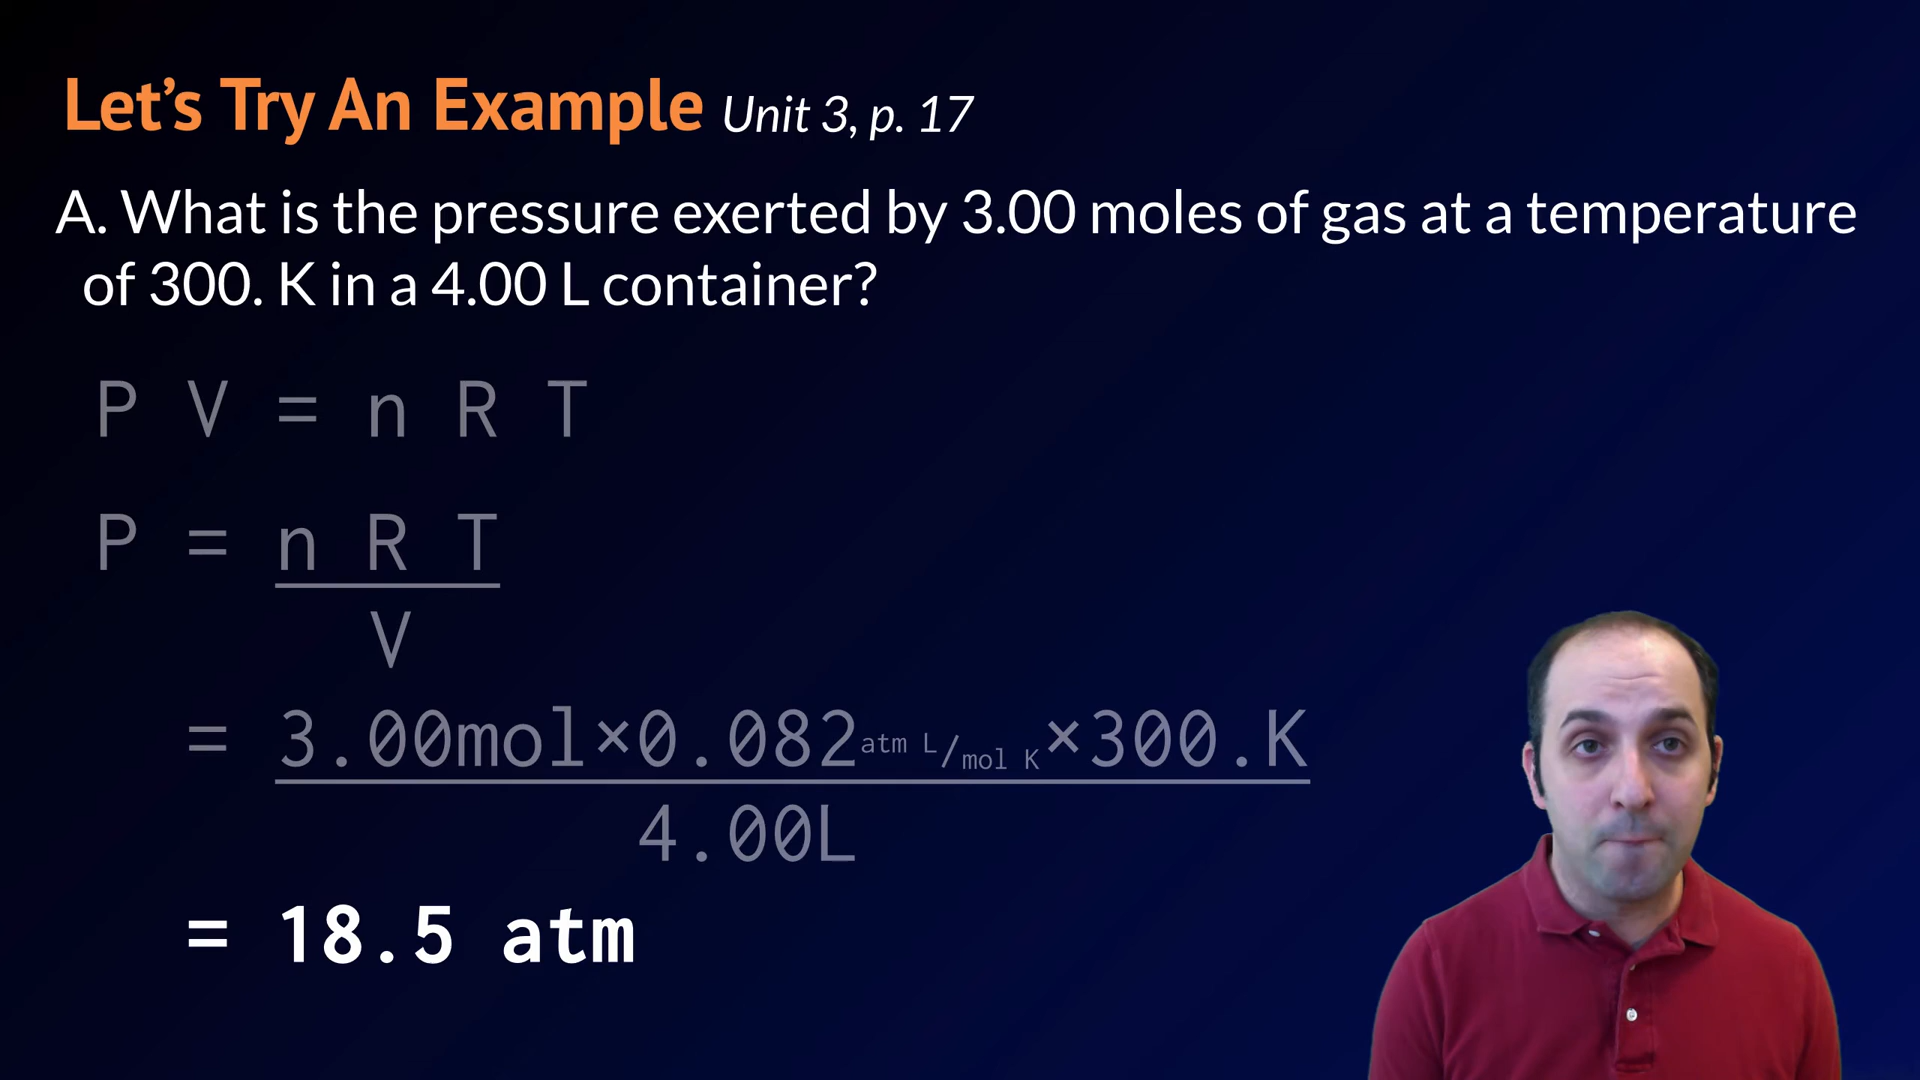 Let's Try An Example Unit 3, p. 17
A. What is the pressure exerted by 3.00 moles of gas at a temperature
of 300. K in a 4.00 L container?
P V = n R T
P = n R T
V
= 3.00mol×0.082atm L/mol K×300.K
4.00L
= 18.5 atm